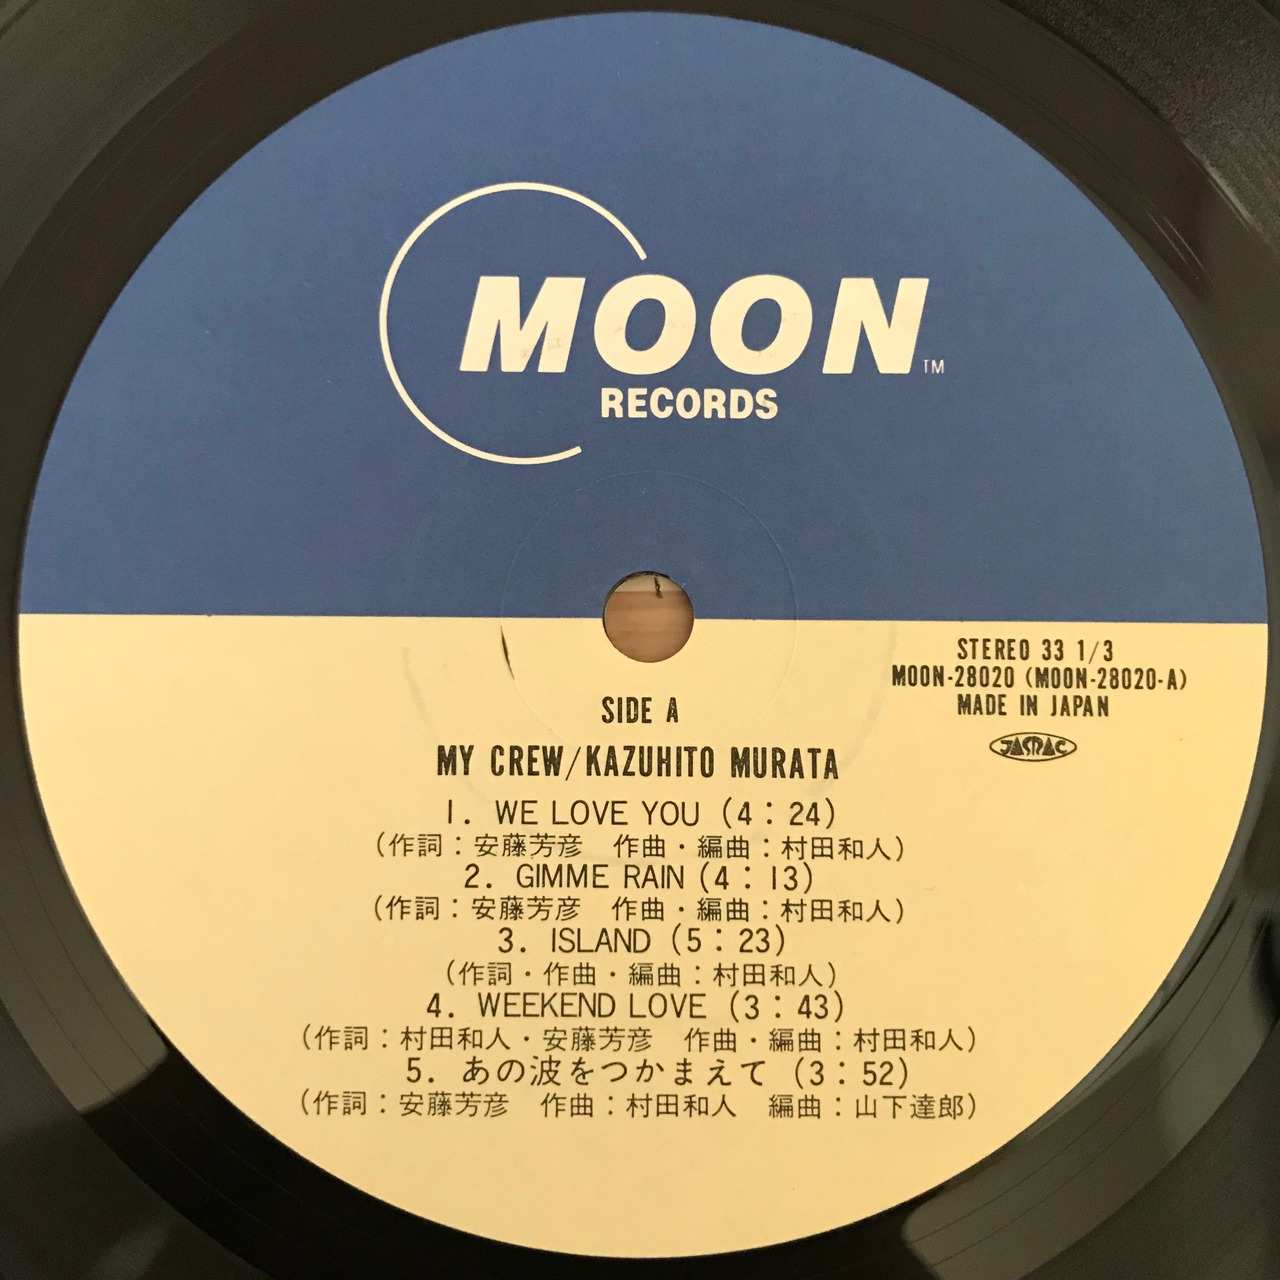 MOON™
RECORDS
STEREO 33 1/3
MOON-28020 (MOON-28020-A)
MADE IN JAPAN
JASRAC
SIDE A
MY CREW/KAZUHITO MURATA
1. WE LOVE YOU (4：24)
(作詞：安藤芳彦　作曲・編曲：村田和人)
2. GIMME RAIN (4：13)
(作詞：安藤芳彦　作曲・編曲：村田和人)
3. ISLAND (5：23)
(作詞・作曲・編曲：村田和人)
4. WEEKEND LOVE (3：43)
(作詞：村田和人・安藤芳彦　作曲・編曲：村田和人)
5. あの波をつかまえて (3：52)
(作詞：安藤芳彦　作曲：村田和人　編曲：山下達郎)